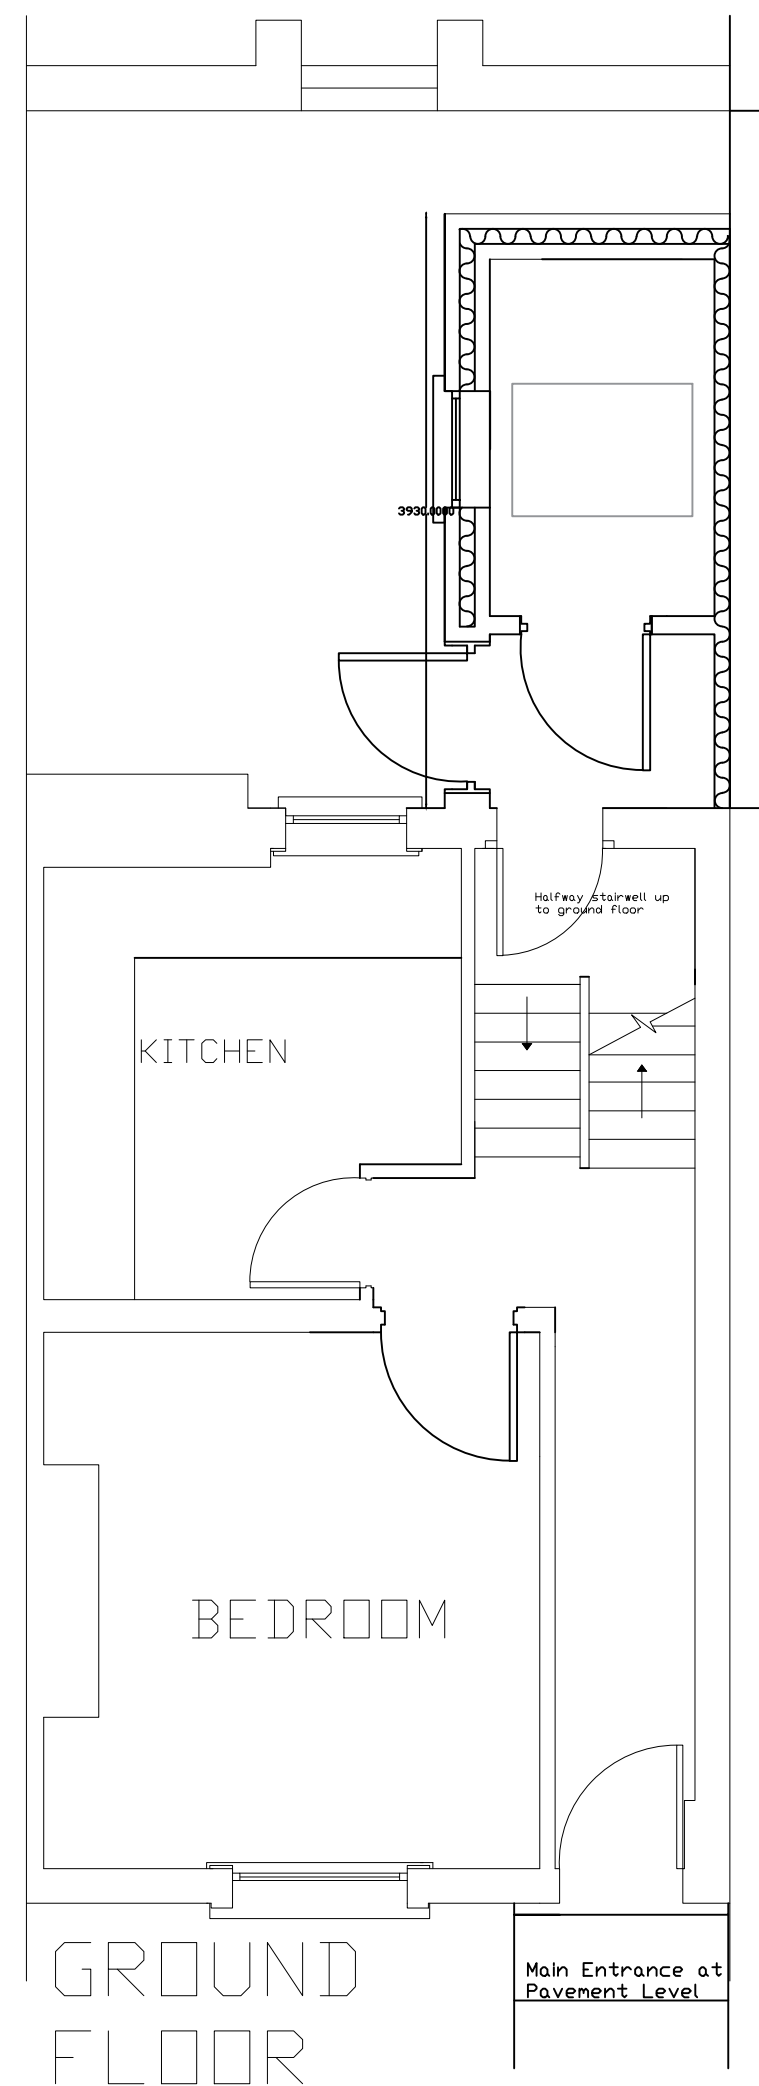 3930.0000
Halfway stairwell up
to ground floor
KITCHEN
BEDROOM
GROUND
FLOOR
Main Entrance at
Pavement Level